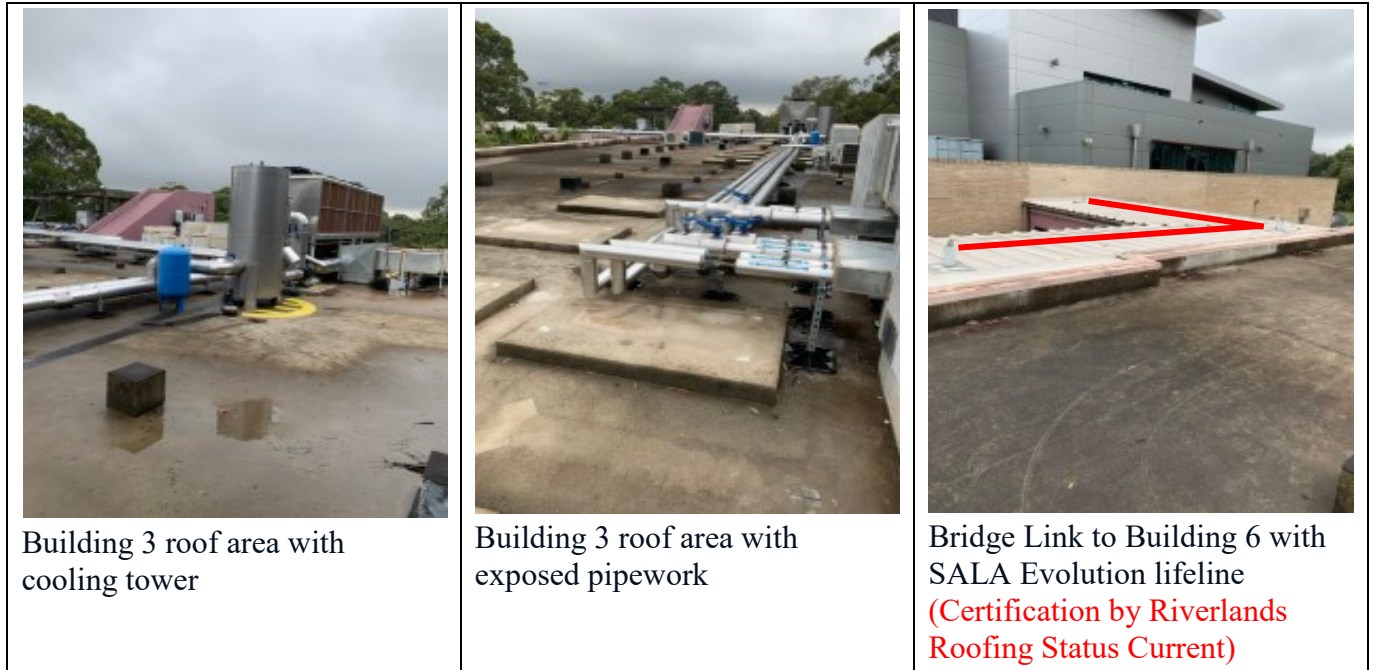 Building 3 roof area with
cooling tower
Building 3 roof area with
exposed pipework
Bridge Link to Building 6 with
SALA Evolution lifeline
(Certification by Riverlands
Roofing Status Current)